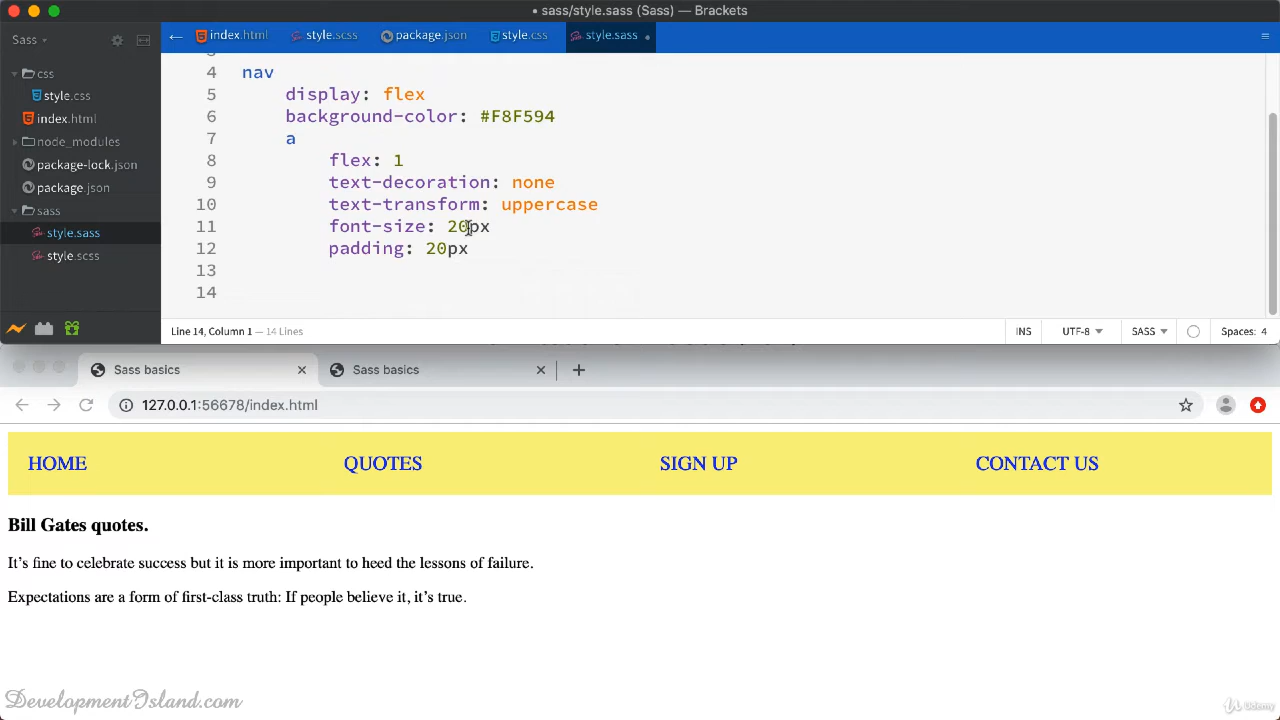 • sass/style.sass (Sass) — Brackets
Sass
index.html
style.scss
package.json
style.css
style.sass •
css
style.css
index.html
node_modules
package-lock.json
package.json
sass
style.sass
style.scss
4 nav
5 display: flex
6 background-color: #F8F594
7 a
8 flex: 1
9 text-decoration: none
10 text-transform: uppercase
11 font-size: 20px
12 padding: 20px
13
14
Line 14, Column 1 — 14 Lines
INS UTF-8 SASS Spaces: 4
Sass basics
Sass basics
127.0.0.1:56678/index.html
HOME QUOTES SIGN UP CONTACT US
Bill Gates quotes.
It’s fine to celebrate success but it is more important to heed the lessons of failure.
Expectations are a form of first-class truth: If people believe it, it’s true.
DevelopmentIsland.com
Udemy